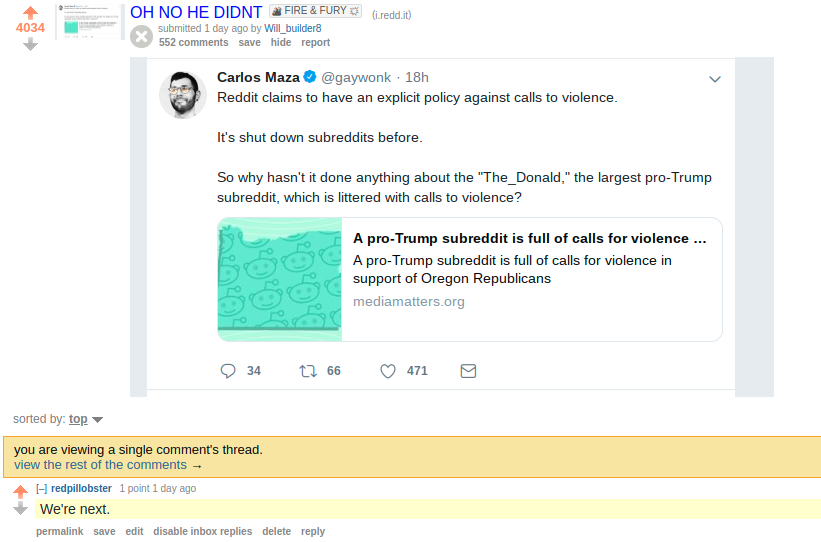 OH NO HE DIDNT FIRE & FURY (i.redd.it)
4034
submitted 1 day ago by Will_builder8
552 comments save hide report
Carlos Maza @gaywonk · 18h
Reddit claims to have an explicit policy against calls to violence.
It's shut down subreddits before.
So why hasn't it done anything about the "The_Donald," the largest pro-Trump
subreddit, which is littered with calls to violence?
A pro-Trump subreddit is full of calls for violence ...
A pro-Trump subreddit is full of calls for violence in
support of Oregon Republicans
mediamatters.org
34 66 471
sorted by: top
you are viewing a single comment's thread.
view the rest of the comments →
[–] redpillobster 1 point 1 day ago
We're next.
permalink save edit disable inbox replies delete reply